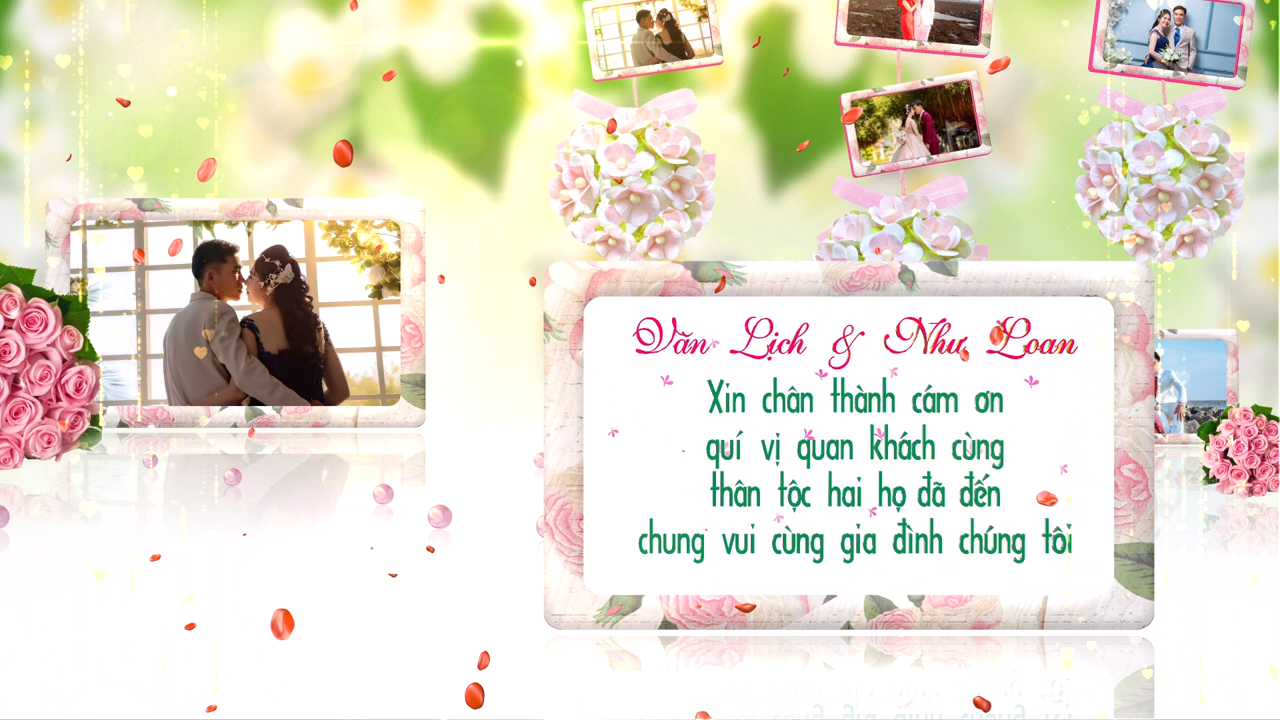 Văn Lịch & Như Loan
Xin chân thành cám ơn
quí vị quan khách cùng
thân tộc hai họ đã đến
chung vui cùng gia đình chúng tôi